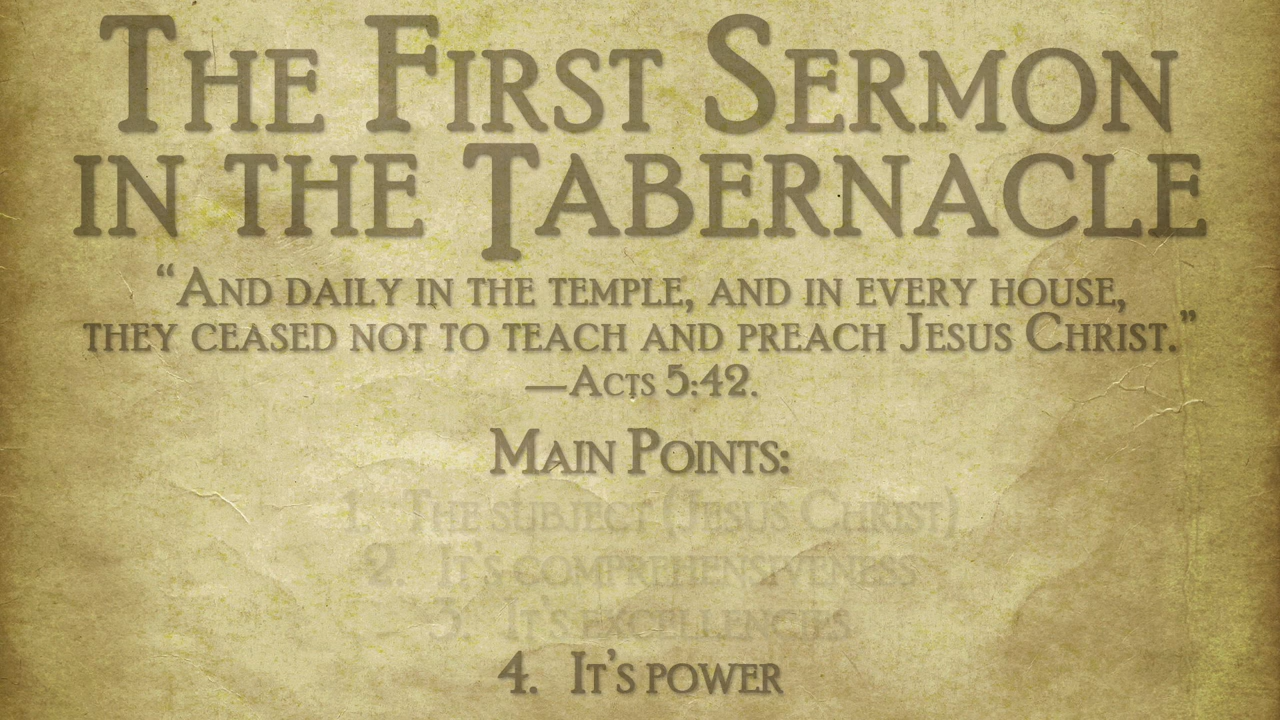 The First Sermon
in the Tabernacle
“And daily in the temple, and in every house,
they ceased not to teach and preach Jesus Christ.”
—Acts 5:42.
Main Points:
1. The subject (Jesus Christ)
2. It's comprehensiveness
3. It's excellencies
4. It's power